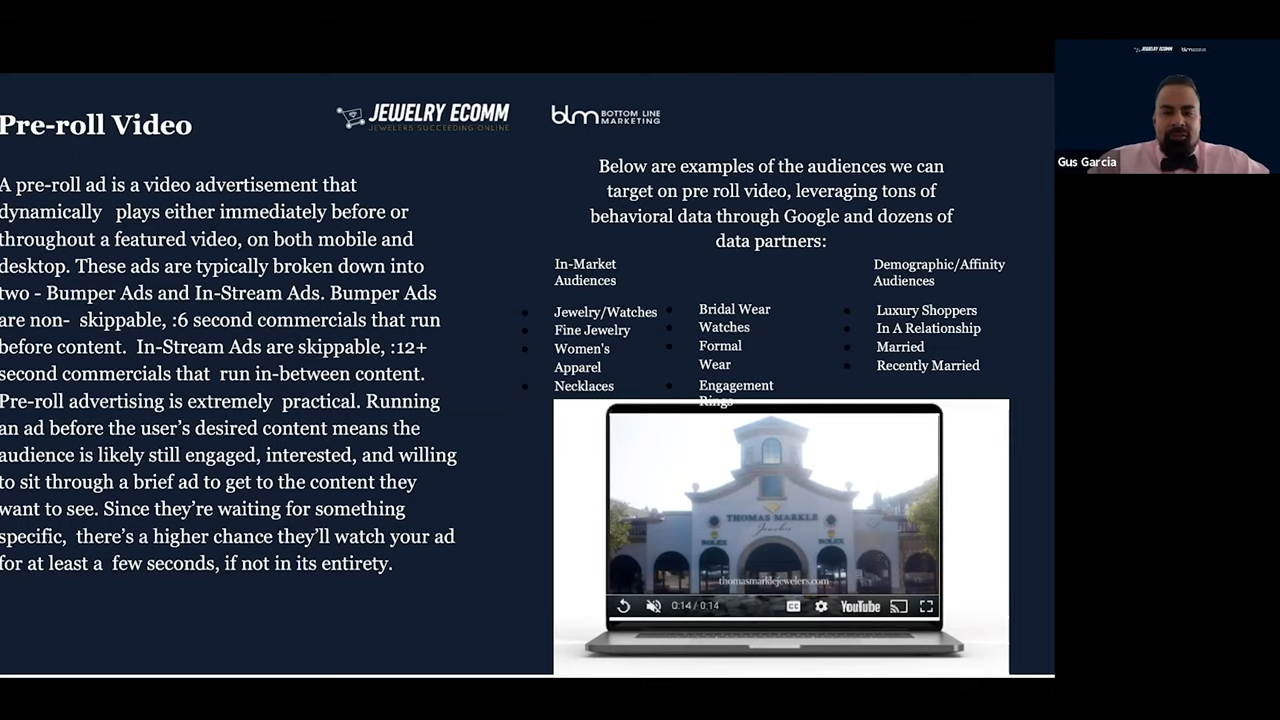 Pre-roll Video
JEWELRY ECOMM
JEWELERS SUCCEEDING ONLINE
blm BOTTOM LINE
MARKETING
A pre-roll ad is a video advertisement that
dynamically plays either immediately before or
throughout a featured video, on both mobile and
desktop. These ads are typically broken down into
two - Bumper Ads and In-Stream Ads. Bumper Ads
are non- skippable, :6 second commercials that run
before content. In-Stream Ads are skippable, :12+
second commercials that run in-between content.
Pre-roll advertising is extremely practical. Running
an ad before the user’s desired content means the
audience is likely still engaged, interested, and willing
to sit through a brief ad to get to the content they
want to see. Since they’re waiting for something
specific, there’s a higher chance they’ll watch your ad
for at least a few seconds, if not in its entirety.
Below are examples of the audiences we can
target on pre roll video, leveraging tons of
behavioral data through Google and dozens of
data partners:
In-Market
Audiences
Jewelry/Watches
Fine Jewelry
Women's
Apparel
Necklaces
Bridal Wear
Watches
Formal
Wear
Engagement
Rings
Demographic/Affinity
Audiences
Luxury Shoppers
In A Relationship
Married
Recently Married
THOMAS MARKLE
Jewelers
ROLEX
ROLEX
thomasmarklejewelers.com
0:14 / 0:14
CC
YouTube
JEWELRY ECOMM
blm
Gus Garcia